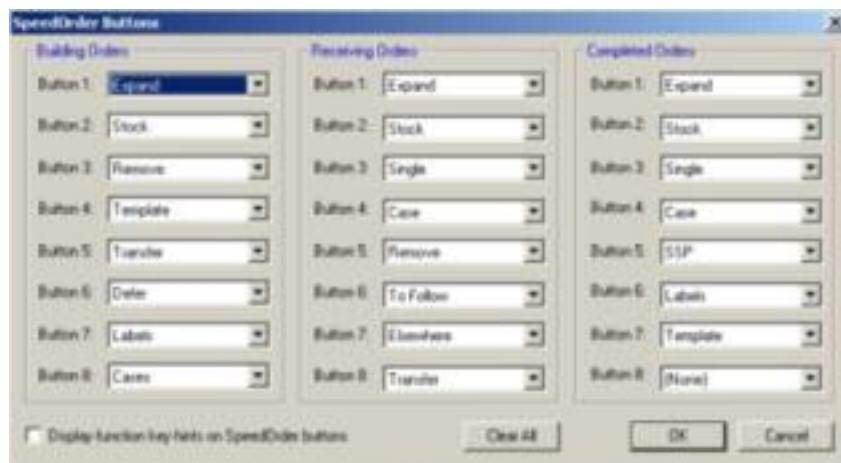 SpeedOrder Buttons
Building Orders
Button 1: Expand
Button 2: Stock
Button 3: Remove
Button 4: Template
Button 5: Transfer
Button 6: Defer
Button 7: Labels
Button 8: Cases
Receiving Orders
Button 1: Expand
Button 2: Stock
Button 3: Single
Button 4: Case
Button 5: Remove
Button 6: To Follow
Button 7: Elsewhere
Button 8: Transfer
Completed Orders
Button 1: Expand
Button 2: Stock
Button 3: Single
Button 4: Case
Button 5: SSP
Button 6: Labels
Button 7: Template
Button 8: (None)
Display function key hints on SpeedOrder buttons
Clear All
OK
Cancel